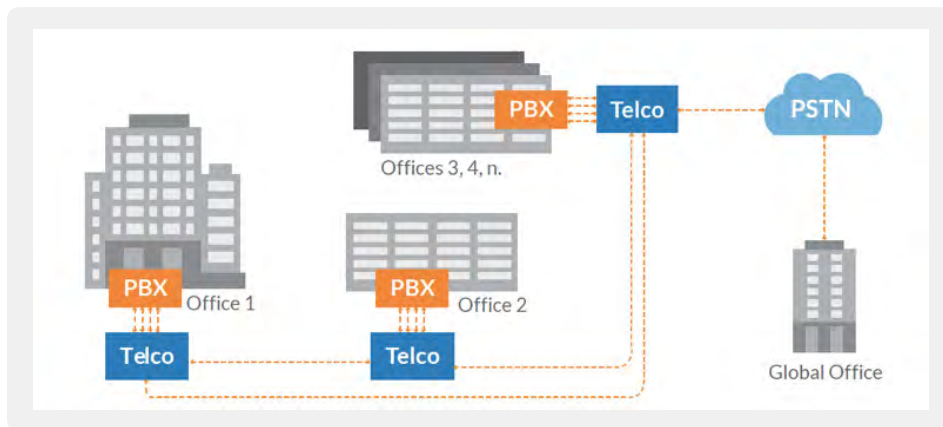 PBX
Telco
PSTN
Offices 3, 4, n.
PBX
Office 1
PBX
Office 2
Telco
Telco
Global Office